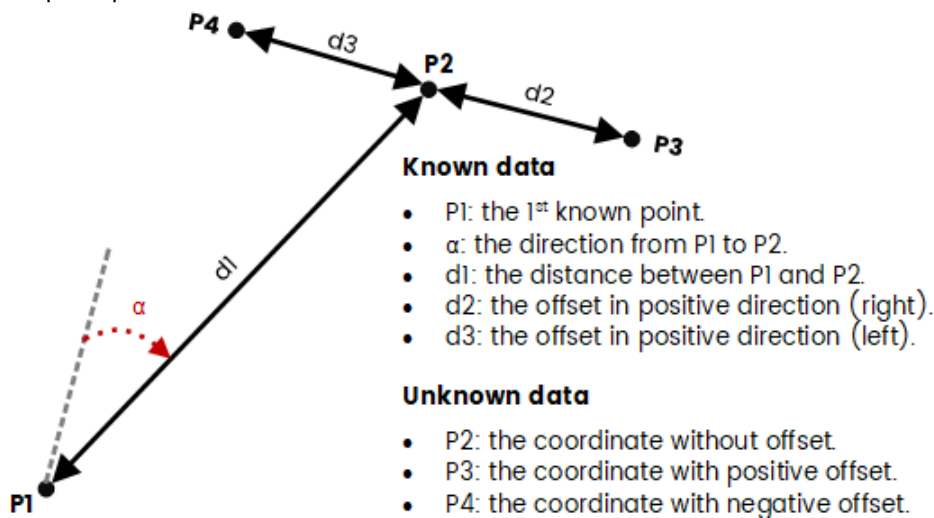 P4
d3
P2
d2
P3
d1
α
P1
Known data
• P1: the 1st known point.
• α: the direction from P1 to P2.
• d1: the distance between P1 and P2.
• d2: the offset in positive direction (right).
• d3: the offset in positive direction (left).
Unknown data
• P2: the coordinate without offset.
• P3: the coordinate with positive offset.
• P4: the coordinate with negative offset.